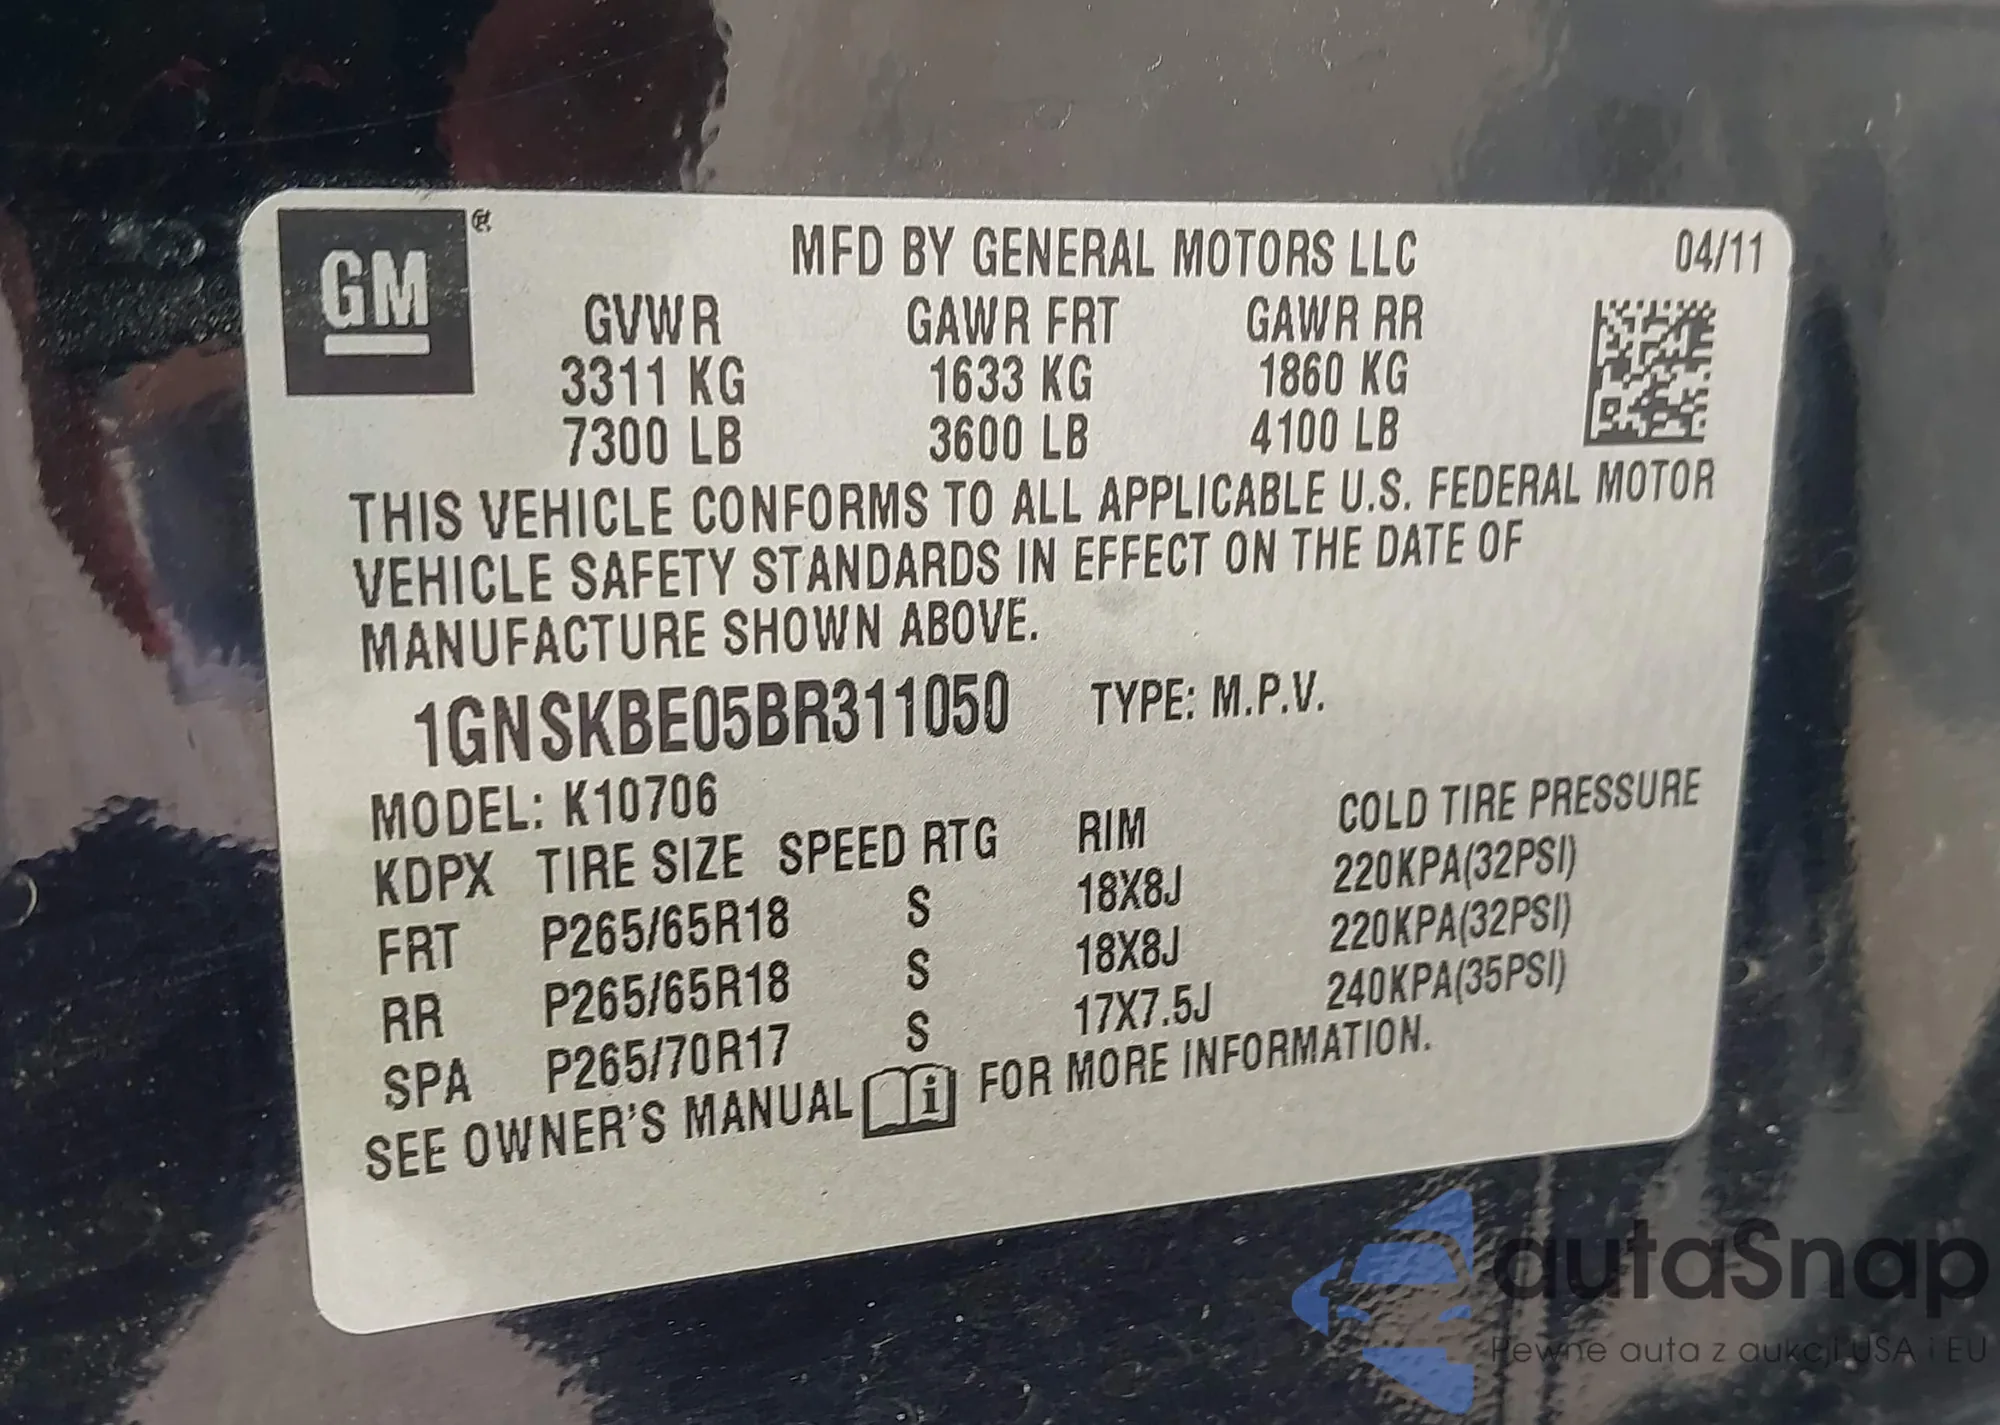 GM ®
MFD BY GENERAL MOTORS LLC 04/11
GVWR GAWR FRT GAWR RR
3311 KG 1633 KG 1860 KG
7300 LB 3600 LB 4100 LB
THIS VEHICLE CONFORMS TO ALL APPLICABLE U.S. FEDERAL MOTOR
VEHICLE SAFETY STANDARDS IN EFFECT ON THE DATE OF
MANUFACTURE SHOWN ABOVE.
1GNSKBE05BR311050 TYPE: M.P.V.
MODEL: K10706
KDPX TIRE SIZE SPEED RTG RIM COLD TIRE PRESSURE
FRT P265/65R18 S 18X8J 220KPA(32PSI)
RR P265/65R18 S 18X8J 220KPA(32PSI)
SPA P265/70R17 S 17X7.5J 240KPA(35PSI)
SEE OWNER'S MANUAL i FOR MORE INFORMATION.
autaSnap
Pewne auta z aukcji USA i EU